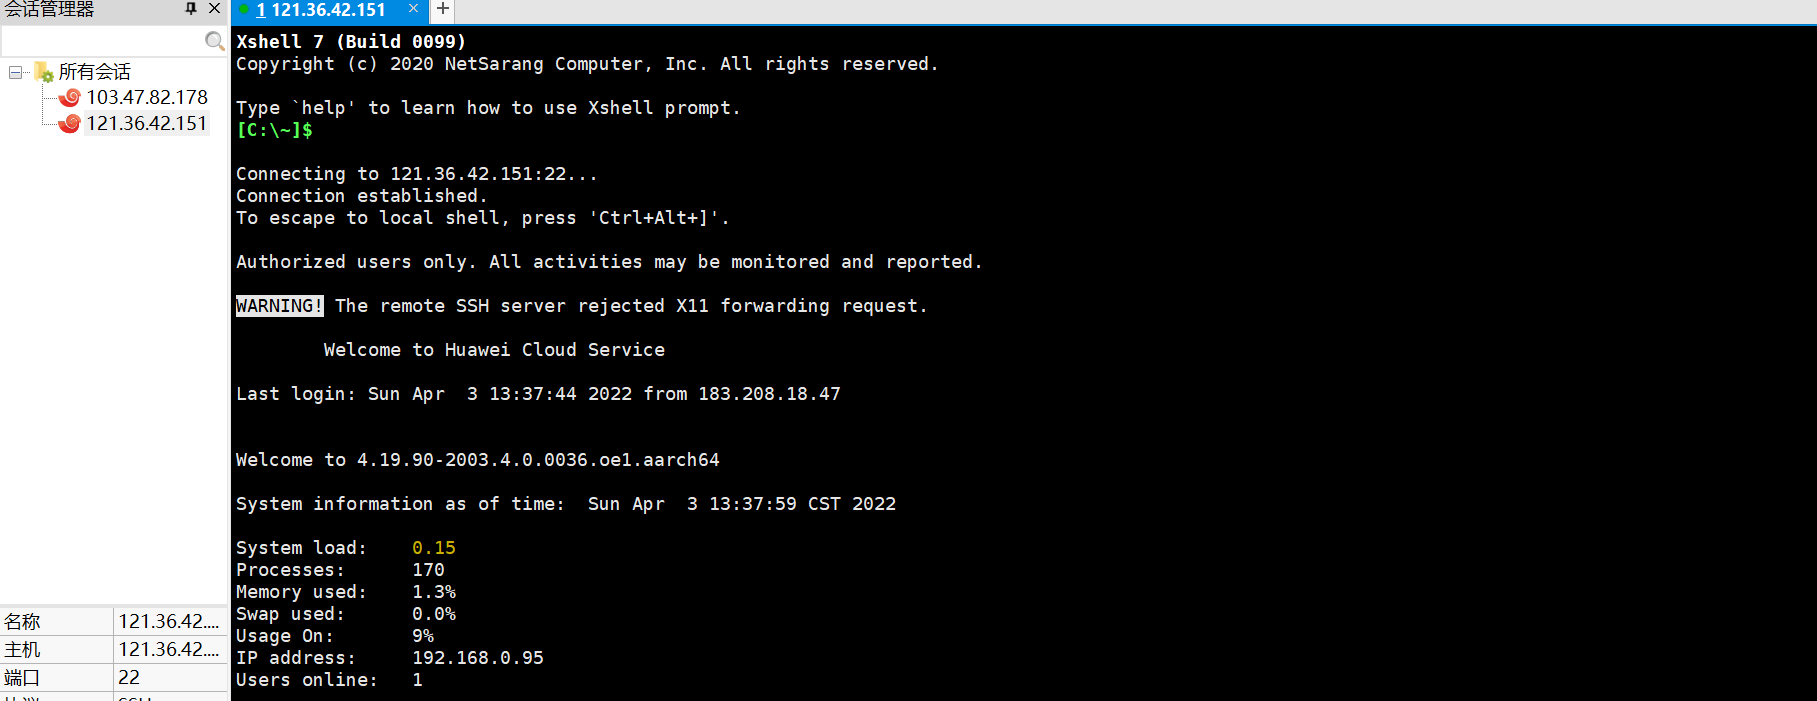 会话管理器
1 121.36.42.151
所有会话
103.47.82.178
121.36.42.151
Xshell 7 (Build 0099)
Copyright (c) 2020 NetSarang Computer, Inc. All rights reserved.
Type `help' to learn how to use Xshell prompt.
[C:\~]$
Connecting to 121.36.42.151:22...
Connection established.
To escape to local shell, press 'Ctrl+Alt+]'.
Authorized users only. All activities may be monitored and reported.
WARNING! The remote SSH server rejected X11 forwarding request.
Welcome to Huawei Cloud Service
Last login: Sun Apr  3 13:37:44 2022 from 183.208.18.47
Welcome to 4.19.90-2003.4.0.0036.oe1.aarch64
System information as of time:  Sun Apr  3 13:37:59 CST 2022
System load:    0.15
Processes:      170
Memory used:    1.3%
Swap used:      0.0%
Usage On:       9%
IP address:     192.168.0.95
Users online:   1
名称 121.36.42....
主机 121.36.42....
端口 22